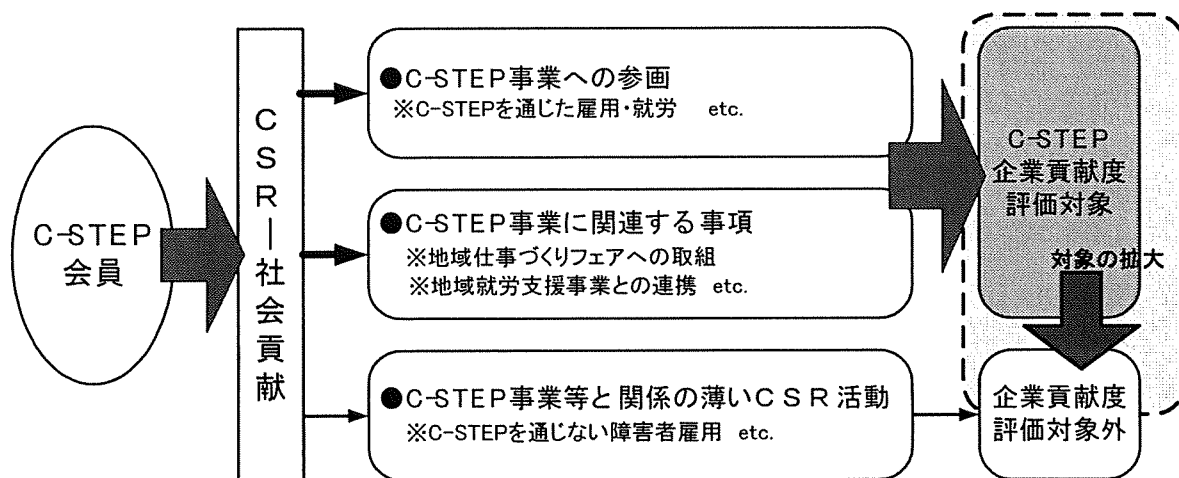 C-STEP
会員
CSR―社会貢献
●C-STEP事業への参画
※C-STEPを通じた雇用・就労 etc.
●C-STEP事業に関連する事項
※地域仕事づくりフェアへの取組
※地域就労支援事業との連携 etc.
●C-STEP事業等と関係の薄いCSR活動
※C-STEPを通じない障害者雇用 etc.
C-STEP
企業貢献度
評価対象
対象の拡大
企業貢献度
評価対象外